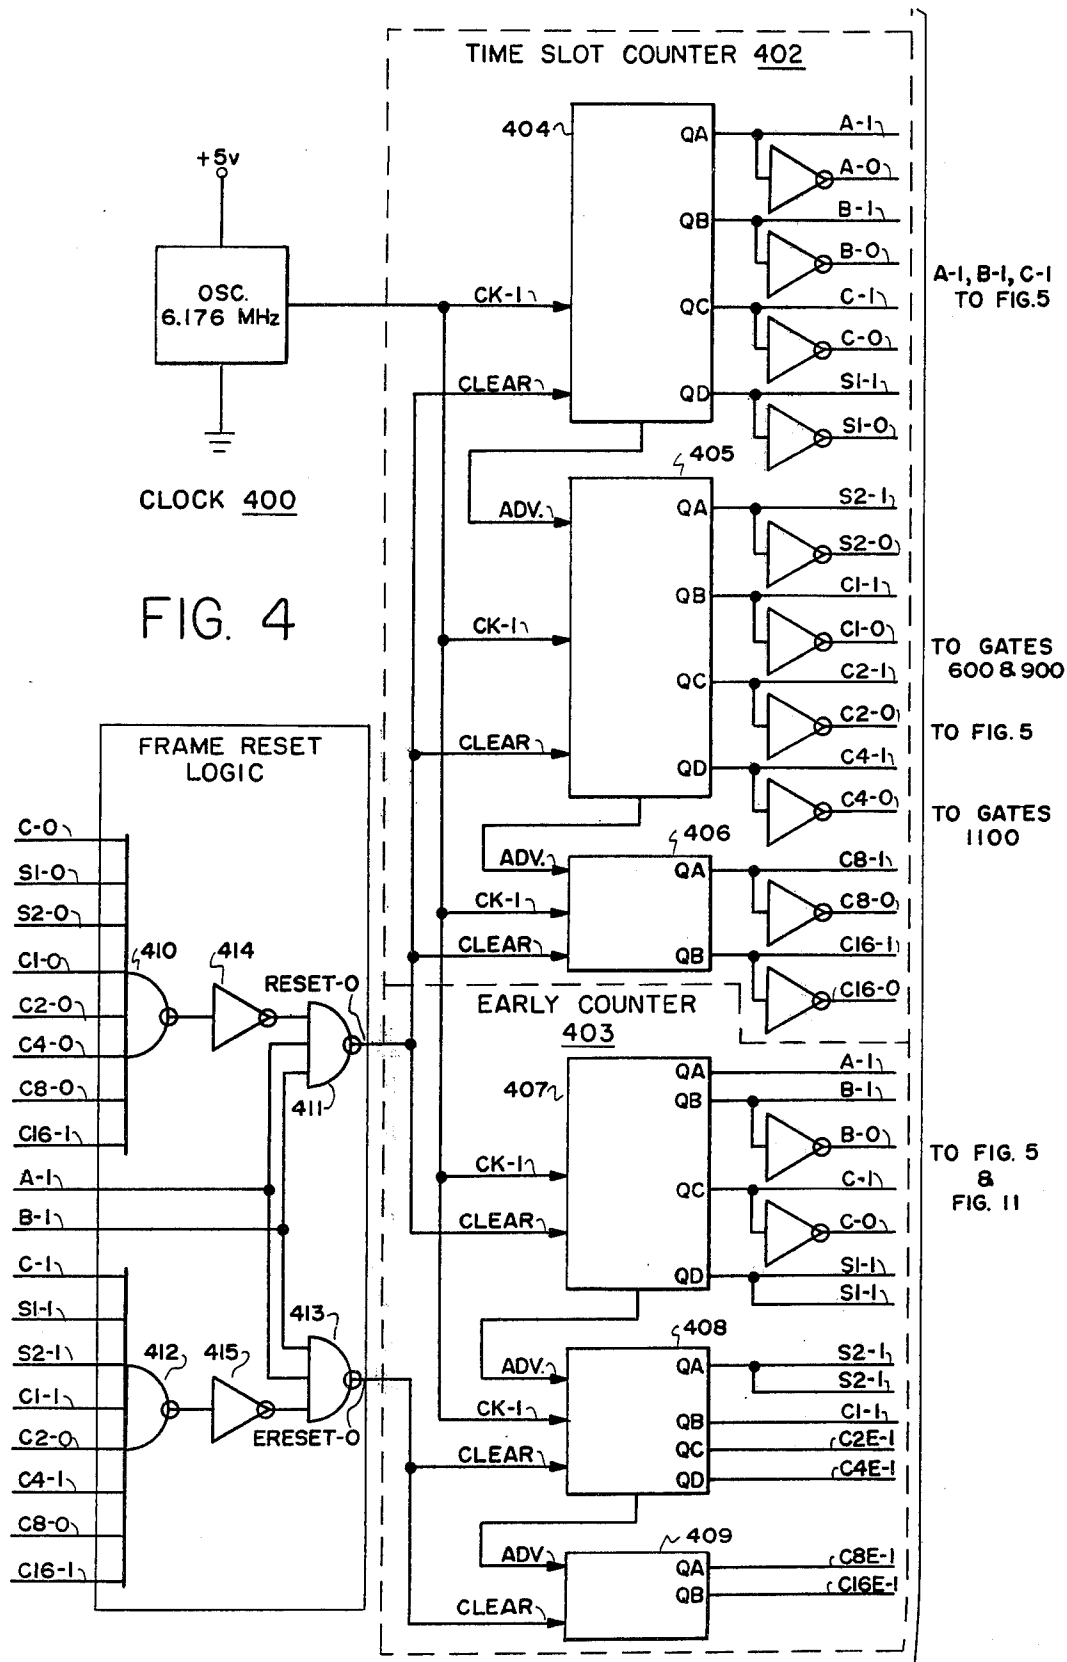 TIME SLOT COUNTER 402
404
QA
A-1
A-0
QB
B-1
B-0
CK-1
QC
C-1
C-0
CLEAR
QD
S1-1
S1-0
A-1, B-1, C-1
TO FIG.5
+5v
OSC.
6.176 MHz
CLOCK 400
FIG. 4
405
ADV.
QA
S2-1
S2-0
CK-1
QB
C1-1
C1-0
QC
C2-1
C2-0
CLEAR
QD
C4-1
C4-0
TO GATES
600 & 900
TO FIG. 5
TO GATES
1100
406
ADV.
QA
C8-1
C8-0
CK-1
CLEAR
QB
C16-1
C16-0
FRAME RESET
LOGIC
C-0
S1-0
S2-0
C1-0
C2-0
C4-0
C8-0
C16-1
410
414
RESET-0
411
A-1
B-1
C-1
S1-1
S2-1
C1-1
C2-0
C4-1
C8-0
C16-1
412
415
413
ERESET-0
EARLY COUNTER
403
407
QA
A-1
QB
B-1
B-0
CK-1
QC
C-1
C-0
CLEAR
QD
S1-1
S1-1
TO FIG. 5
&
FIG. 11
408
ADV.
QA
S2-1
S2-1
CK-1
QB
C1-1
QC
C2E-1
CLEAR
QD
C4E-1
409
ADV.
QA
C8E-1
QB
C16E-1
CLEAR